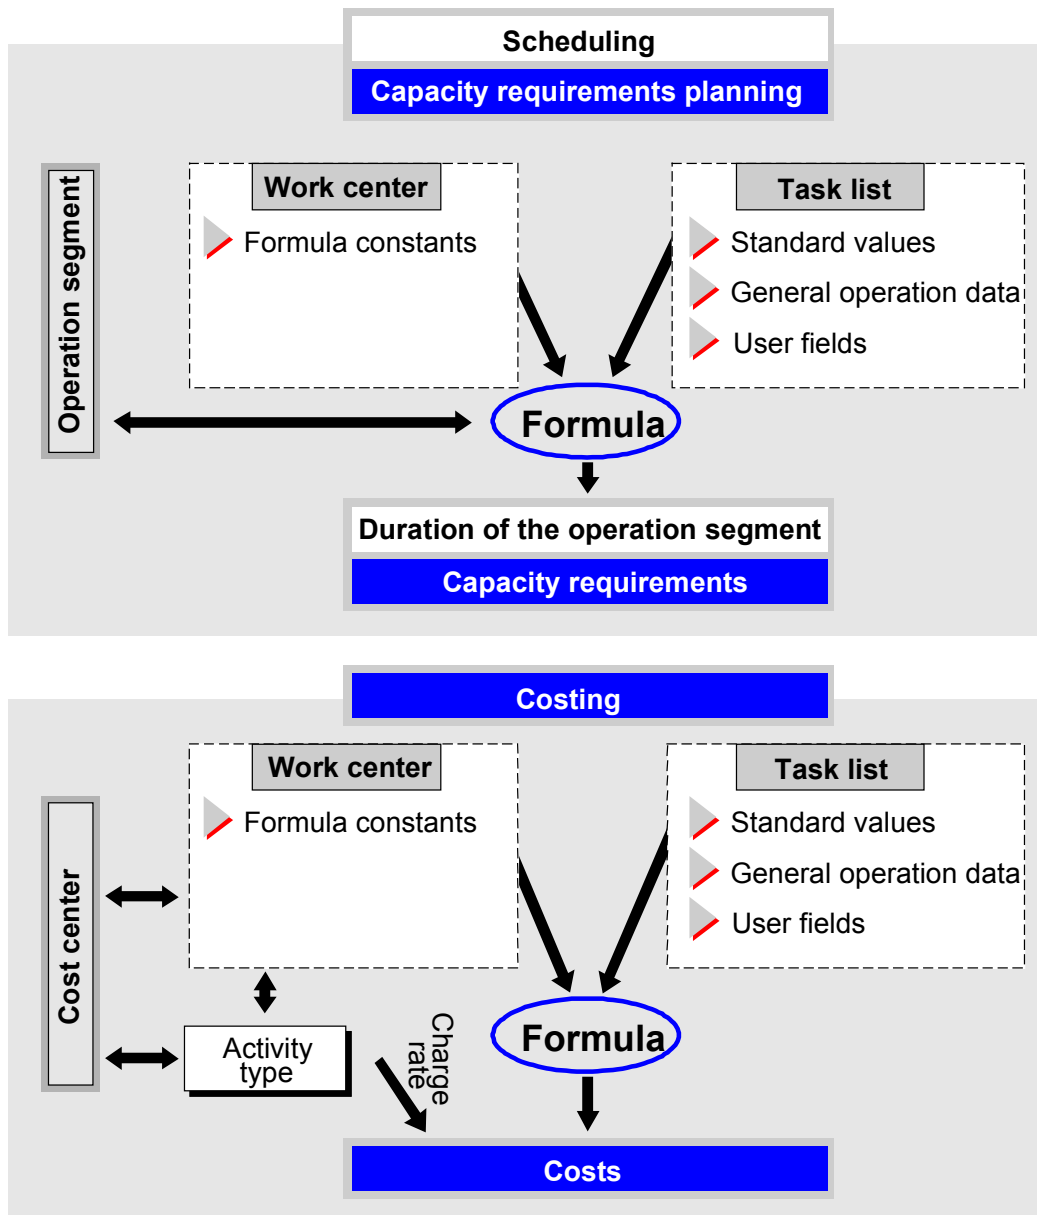 Scheduling
Capacity requirements planning
Operation segment
Work center
Formula constants
Task list
Standard values
General operation data
User fields
Formula
Duration of the operation segment
Capacity requirements
Costing
Cost center
Work center
Formula constants
Task list
Standard values
General operation data
User fields
Activity
type
Charge
rate
Formula
Costs